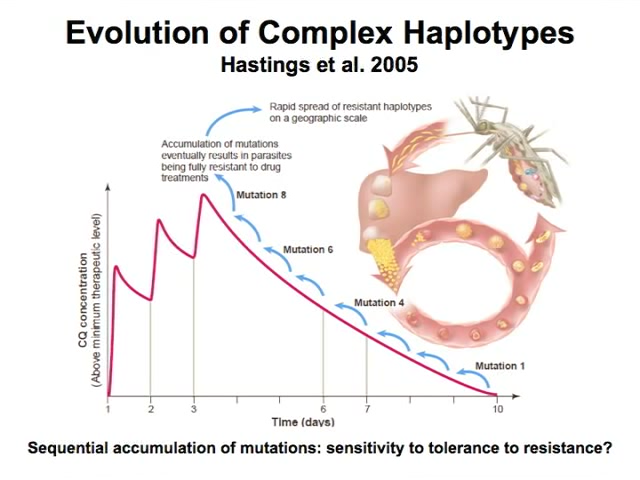 Evolution of Complex Haplotypes
Hastings et al. 2005
Rapid spread of resistant haplotypes
on a geographic scale
Accumulation of mutations
eventually results in parasites
being fully resistant to drug
treatments
Mutation 8
Mutation 6
Mutation 4
Mutation 1
CQ concentration
(Above minimum therapeutic level)
1 2 3 6 7 10
Time (days)
Sequential accumulation of mutations: sensitivity to tolerance to resistance?